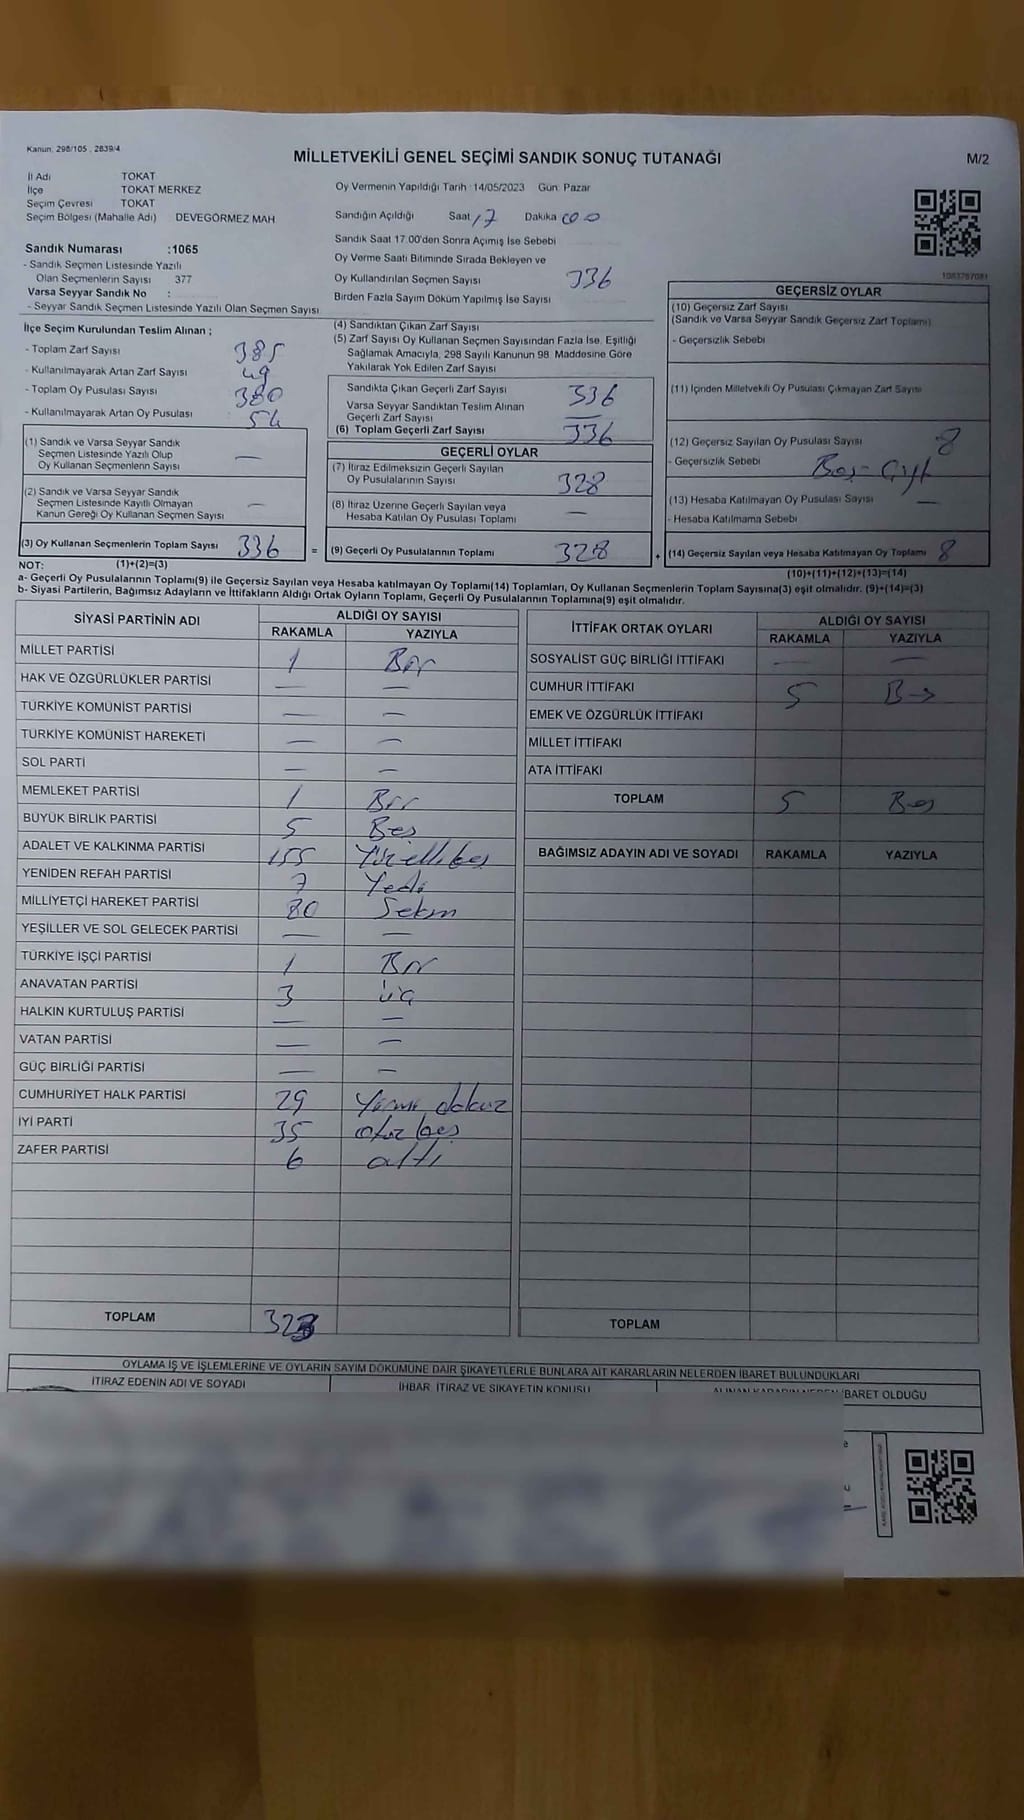 Kanun: 298/105 , 2839/4
MİLLETVEKİLİ GENEL SEÇİMİ SANDIK SONUÇ TUTANAĞI
M/2
İl Adı TOKAT
İlçe TOKAT MERKEZ
Seçim Çevresi TOKAT
Seçim Bölgesi (Mahalle Adı) DEVEGÖRMEZ MAH
Oy Vermenin Yapıldığı Tarih : 14/05/2023 Gün: Pazar
Sandığın Açıldığı Saat 17 Dakika 00
Sandık Saat 17.00'den Sonra Açılmış İse Sebebi
Oy Verme Saati Bitiminde Sırada Bekleyen ve
Oy Kullandırılan Seçmen Sayısı 336
Birden Fazla Sayım Döküm Yapılmış İse Sayısı
Sandık Numarası :1065
- Sandık Seçmen Listesinde Yazılı
Olan Seçmenlerin Sayısı 377
Varsa Seyyar Sandık No :
- Seyyar Sandık Seçmen Listesinde Yazılı Olan Seçmen Sayısı
İlçe Seçim Kurulundan Teslim Alınan ;
- Toplam Zarf Sayısı 385
- Kullanılmayarak Artan Zarf Sayısı 49
- Toplam Oy Pusulası Sayısı 380
- Kullanılmayarak Artan Oy Pusulası 54
(1) Sandık ve Varsa Seyyar Sandık
Seçmen Listesinde Yazılı Olup
Oy Kullanan Seçmenlerin Sayısı —
(2) Sandık ve Varsa Seyyar Sandık
Seçmen Listesinde Kayıtlı Olmayan
Kanun Gereği Oy Kullanan Seçmen Sayısı —
(3) Oy Kullanan Seçmenlerin Toplam Sayısı 336
(4) Sandıktan Çıkan Zarf Sayısı
(5) Zarf Sayısı Oy Kullanan Seçmen Sayısından Fazla İse, Eşitliği
Sağlamak Amacıyla, 298 Sayılı Kanunun 98. Maddesine Göre
Yakılarak Yok Edilen Zarf Sayısı
Sandıkta Çıkan Geçerli Zarf Sayısı 336
Varsa Seyyar Sandıktan Teslim Alınan
Geçerli Zarf Sayısı —
(6) Toplam Geçerli Zarf Sayısı 336
GEÇERLİ OYLAR
(7) İtiraz Edilmeksizin Geçerli Sayılan
Oy Pusulalarının Sayısı 328
(8) İtiraz Üzerine Geçerli Sayılan veya
Hesaba Katılan Oy Pusulası Toplamı —
= (9) Geçerli Oy Pusulalarının Toplamı 328
1083787081
GEÇERSİZ OYLAR
(10) Geçersiz Zarf Sayısı
(Sandık ve Varsa Seyyar Sandık Geçersiz Zarf Toplamı)
- Geçersizlik Sebebi
(11) İçinden Milletvekili Oy Pusulası Çıkmayan Zarf Sayısı
(12) Geçersiz Sayılan Oy Pusulası Sayısı 8
- Geçersizlik Sebebi Boş-Çift
(13) Hesaba Katılmayan Oy Pusulası Sayısı —
- Hesaba Katılmama Sebebi
+ (14) Geçersiz Sayılan veya Hesaba Katılmayan Oy Toplamı 8
NOT: (1)+(2)=(3)
(10)+(11)+(12)+(13)=(14)
a- Geçerli Oy Pusulalarının Toplamı(9) ile Geçersiz Sayılan veya Hesaba katılmayan Oy Toplamı(14) Toplamları, Oy Kullanan Seçmenlerin Toplam Sayısına(3) eşit olmalıdır. (9)+(14)=(3)
b- Siyasi Partilerin, Bağımsız Adayların ve İttifakların Aldığı Ortak Oyların Toplamı, Geçerli Oy Pusulalarının Toplamına(9) eşit olmalıdır.
SİYASİ PARTİNİN ADI ALDIĞI OY SAYISI
RAKAMLA YAZIYLA
MİLLET PARTİSİ 1 Bir
HAK VE ÖZGÜRLÜKLER PARTİSİ — —
TÜRKİYE KOMÜNİST PARTİSİ — —
TÜRKİYE KOMÜNİST HAREKETİ — —
SOL PARTİ — —
MEMLEKET PARTİSİ 1 Bir
BÜYÜK BİRLİK PARTİSİ 5 Beş
ADALET VE KALKINMA PARTİSİ 155 Yüzellibeş
YENİDEN REFAH PARTİSİ 7 Yedi
MİLLİYETÇİ HAREKET PARTİSİ 80 Seksen
YEŞİLLER VE SOL GELECEK PARTİSİ — —
TÜRKİYE İŞÇİ PARTİSİ 1 Bir
ANAVATAN PARTİSİ 3 üç
HALKIN KURTULUŞ PARTİSİ — —
VATAN PARTİSİ — —
GÜÇ BİRLİĞİ PARTİSİ — —
CUMHURİYET HALK PARTİSİ 29 Yirmi dokuz
İYİ PARTİ 35 otuz beş
ZAFER PARTİSİ 6 altı
TOPLAM 323
İTTİFAK ORTAK OYLARI ALDIĞI OY SAYISI
RAKAMLA YAZIYLA
SOSYALİST GÜÇ BİRLİĞİ İTTİFAKI — —
CUMHUR İTTİFAKI 5 Beş
EMEK VE ÖZGÜRLÜK İTTİFAKI
MİLLET İTTİFAKI
ATA İTTİFAKI
TOPLAM 5 Beş
BAĞIMSIZ ADAYIN ADI VE SOYADI RAKAMLA YAZIYLA
TOPLAM
OYLAMA İŞ VE İŞLEMLERİNE VE OYLARIN SAYIM DÖKÜMÜNE DAİR ŞİKAYETLERLE BUNLARA AİT KARARLARIN NELERDEN İBARET BULUNDUKLARI
İTİRAZ EDENİN ADI VE SOYADI İHBAR, İTİRAZ VE ŞİKAYETİN KONUSU ALINAN KARARIN NEDEN İBARET OLDUĞU